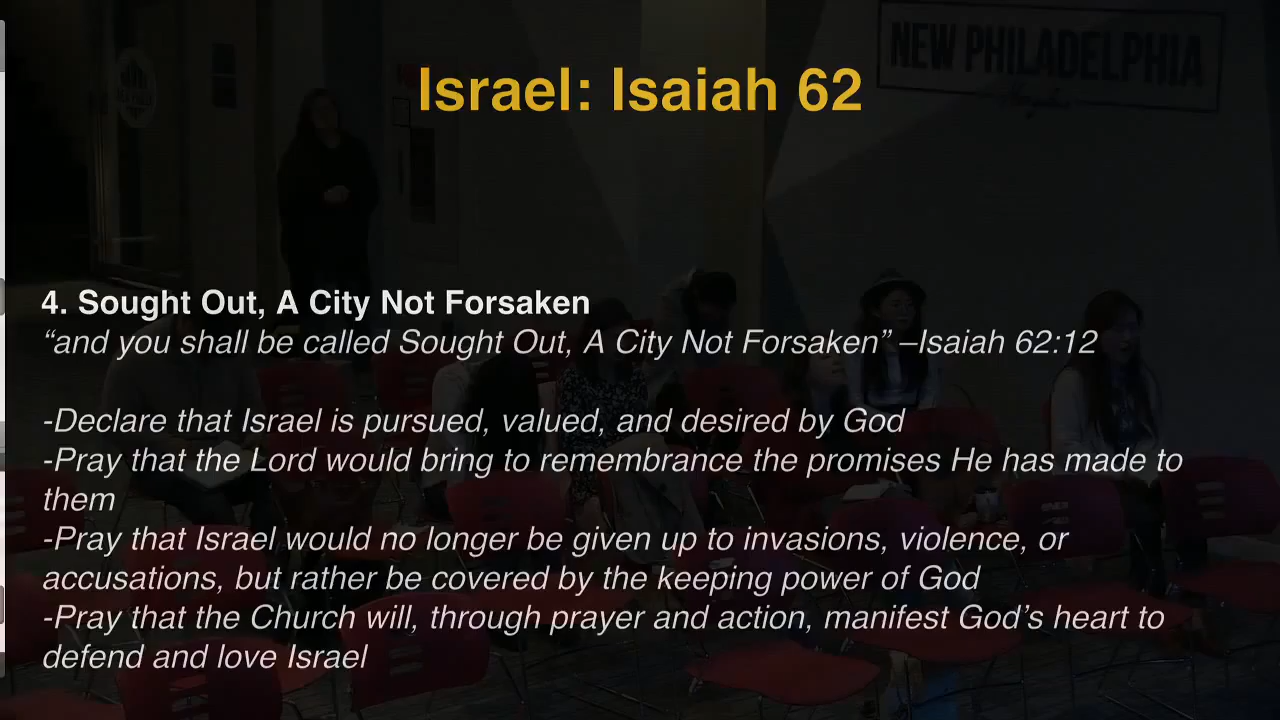 NEW PHILADELPHIA
Israel: Isaiah 62
4. Sought Out, A City Not Forsaken
“and you shall be called Sought Out, A City Not Forsaken” –Isaiah 62:12
-Declare that Israel is pursued, valued, and desired by God
-Pray that the Lord would bring to remembrance the promises He has made to
them
-Pray that Israel would no longer be given up to invasions, violence, or
accusations, but rather be covered by the keeping power of God
-Pray that the Church will, through prayer and action, manifest God’s heart to
defend and love Israel